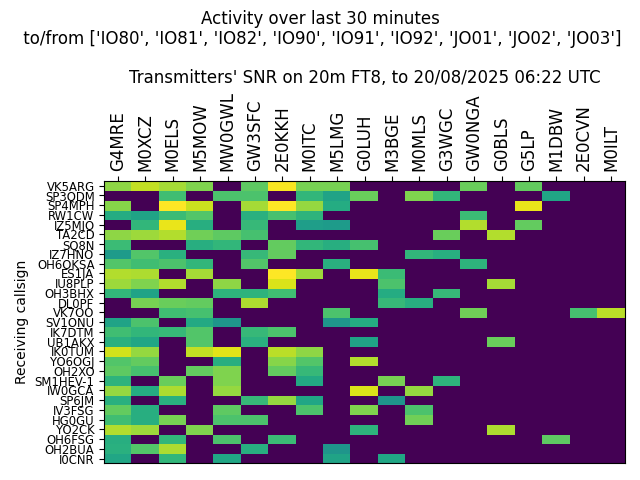 Activity over last 30 minutes
to/from ['IO80', 'IO81', 'IO82', 'IO90', 'IO91', 'IO92', 'JO01', 'JO02', 'JO03']
Transmitters' SNR on 20m FT8, to 20/08/2025 06:22 UTC
G4MRE
M0XCZ
M0ELS
M5MOW
MW0GWL
GW3SFC
2E0KKH
M0ITC
M5LMG
G0LUH
M3BGE
M0MLS
G3WGC
GW0NGA
G0BLS
G5LP
M1DBW
2E0CVN
M0ILT
Receiving callsign
VK5ARG
SP3QDM
SP4MPH
RW1CW
IZ5MJO
TA2CD
SQ8N
IZ7HNO
OH6QKSA
ES1JA
IU8PLP
OH3BHX
DL0PF
VK7OO
SV1ONU
IK7DTM
UB1AKX
IK0TUM
YO6OGJ
OH2XO
SM1HEV-1
IW0GCA
SP6JM
IV3FSG
HG0GU
YO2CK
OH6FSG
OH2BUA
I0CNR